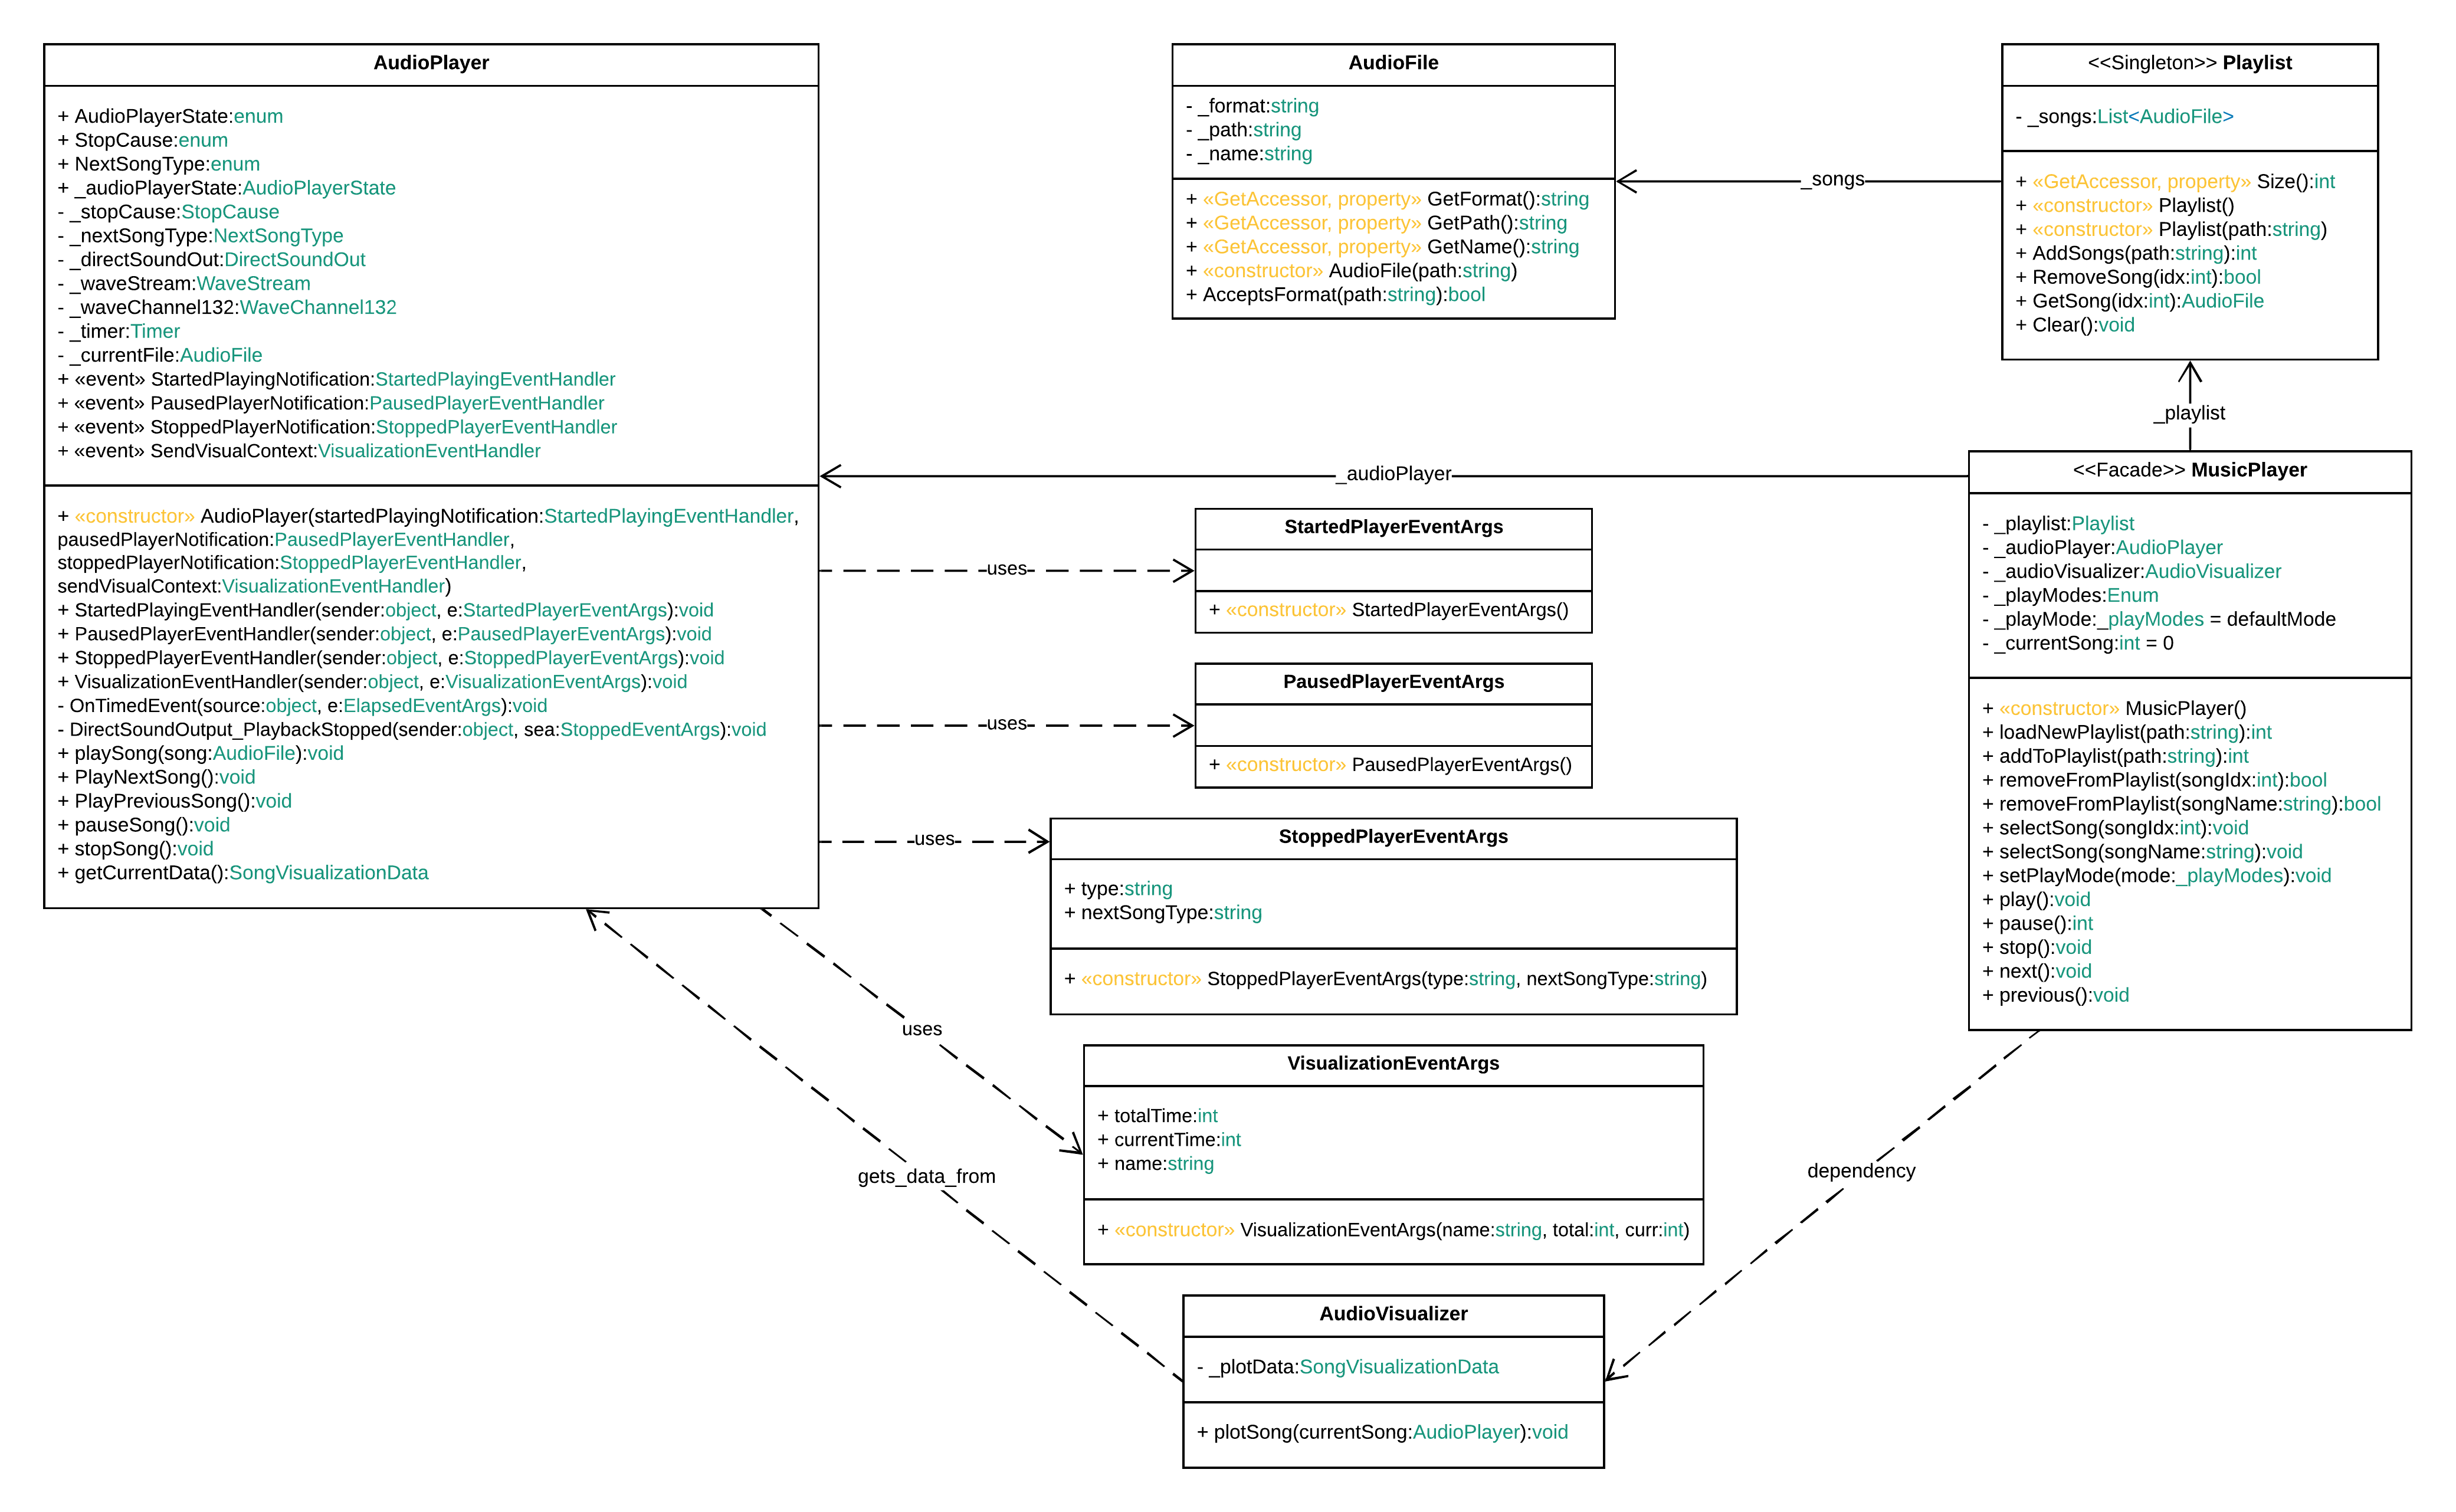 AudioPlayer
+ AudioPlayerState:enum
+ StopCause:enum
+ NextSongType:enum
+ _audioPlayerState:AudioPlayerState
- _stopCause:StopCause
- _nextSongType:NextSongType
- _directSoundOut:DirectSoundOut
- _waveStream:WaveStream
- _waveChannel132:WaveChannel132
- _timer:Timer
- _currentFile:AudioFile
+ «event» StartedPlayingNotification:StartedPlayingEventHandler
+ «event» PausedPlayerNotification:PausedPlayerEventHandler
+ «event» StoppedPlayerNotification:StoppedPlayerEventHandler
+ «event» SendVisualContext:VisualizationEventHandler
+ «constructor» AudioPlayer(startedPlayingNotification:StartedPlayingEventHandler,
pausedPlayerNotification:PausedPlayerEventHandler,
stoppedPlayerNotification:StoppedPlayerEventHandler,
sendVisualContext:VisualizationEventHandler)
+ StartedPlayingEventHandler(sender:object, e:StartedPlayerEventArgs):void
+ PausedPlayerEventHandler(sender:object, e:PausedPlayerEventArgs):void
+ StoppedPlayerEventHandler(sender:object, e:StoppedPlayerEventArgs):void
+ VisualizationEventHandler(sender:object, e:VisualizationEventArgs):void
- OnTimedEvent(source:object, e:ElapsedEventArgs):void
- DirectSoundOutput_PlaybackStopped(sender:object, sea:StoppedEventArgs):void
+ playSong(song:AudioFile):void
+ PlayNextSong():void
+ PlayPreviousSong():void
+ pauseSong():void
+ stopSong():void
+ getCurrentData():SongVisualizationData
AudioFile
- _format:string
- _path:string
- _name:string
+ «GetAccessor, property» GetFormat():string
+ «GetAccessor, property» GetPath():string
+ «GetAccessor, property» GetName():string
+ «constructor» AudioFile(path:string)
+ AcceptsFormat(path:string):bool
_songs
<<Singleton>> Playlist
- _songs:List<AudioFile>
+ «GetAccessor, property» Size():int
+ «constructor» Playlist()
+ «constructor» Playlist(path:string)
+ AddSongs(path:string):int
+ RemoveSong(idx:int):bool
+ GetSong(idx:int):AudioFile
+ Clear():void
_playlist
_audioPlayer
<<Facade>> MusicPlayer
- _playlist:Playlist
- _audioPlayer:AudioPlayer
- _audioVisualizer:AudioVisualizer
- _playModes:Enum
- _playMode:_playModes = defaultMode
- _currentSong:int = 0
+ «constructor» MusicPlayer()
+ loadNewPlaylist(path:string):int
+ addToPlaylist(path:string):int
+ removeFromPlaylist(songIdx:int):bool
+ removeFromPlaylist(songName:string):bool
+ selectSong(songIdx:int):void
+ selectSong(songName:string):void
+ setPlayMode(mode:_playModes):void
+ play():void
+ pause():int
+ stop():void
+ next():void
+ previous():void
uses
StartedPlayerEventArgs
+ «constructor» StartedPlayerEventArgs()
uses
PausedPlayerEventArgs
+ «constructor» PausedPlayerEventArgs()
uses
StoppedPlayerEventArgs
+ type:string
+ nextSongType:string
+ «constructor» StoppedPlayerEventArgs(type:string, nextSongType:string)
uses
VisualizationEventArgs
+ totalTime:int
+ currentTime:int
+ name:string
+ «constructor» VisualizationEventArgs(name:string, total:int, curr:int)
gets_data_from
dependency
AudioVisualizer
- _plotData:SongVisualizationData
+ plotSong(currentSong:AudioPlayer):void